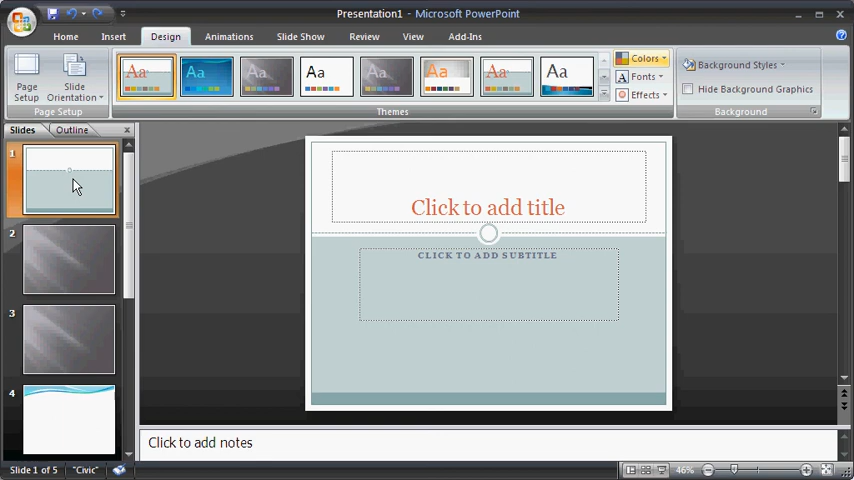 Presentation1 - Microsoft PowerPoint
Home Insert Design Animations Slide Show Review View Add-Ins
Page Setup
Slide Orientation
Aa Aa Aa Aa Aa Aa Aa Aa
Colors
Fonts
Effects
Background Styles
Hide Background Graphics
Page Setup Themes Background
Slides Outline
1
2
3
4
Click to add title
CLICK TO ADD SUBTITLE
Click to add notes
Slide 1 of 5 "Civic" 46%